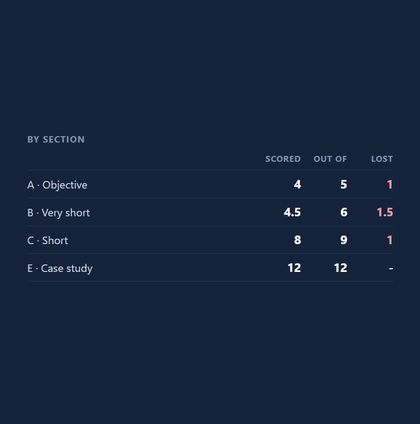 BY SECTION
SCORED OUT OF LOST
A · Objective 4 5 1
B · Very short 4.5 6 1.5
C · Short 8 9 1
E · Case study 12 12 -